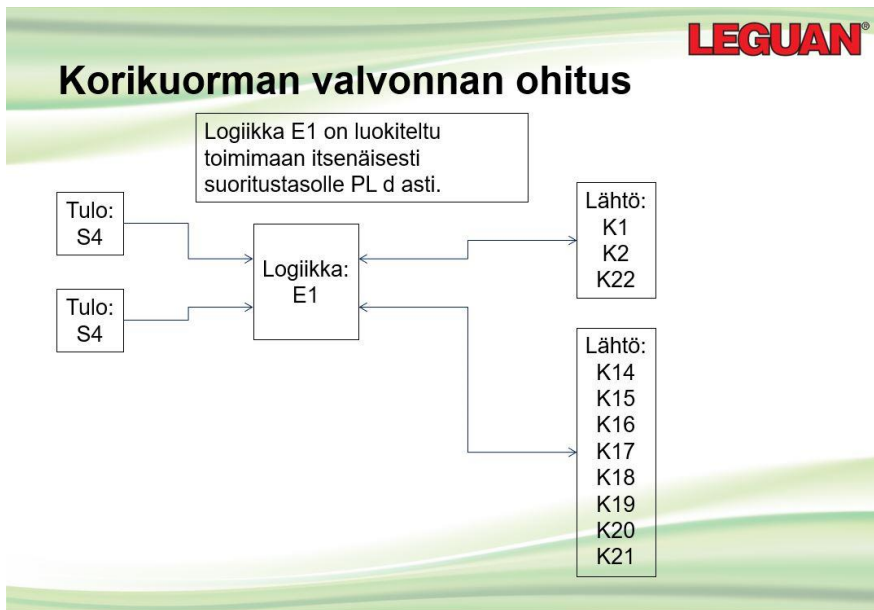 LEGUAN®
Korikuorman valvonnan ohitus
Logiikka E1 on luokiteltu
toimimaan itsenäisesti
suoritustasolle PL d asti.
Tulo:
S4
Tulo:
S4
Logiikka:
E1
Lähtö:
K1
K2
K22
Lähtö:
K14
K15
K16
K17
K18
K19
K20
K21